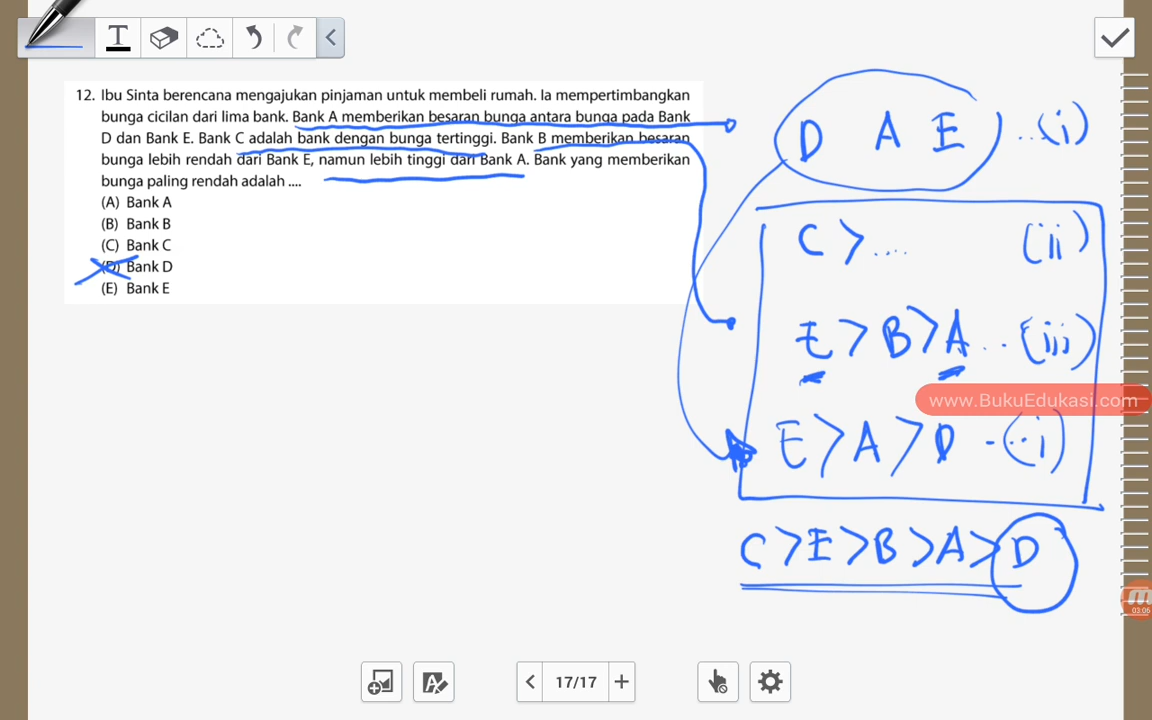 T
12. Ibu Sinta berencana mengajukan pinjaman untuk membeli rumah. Ia mempertimbangkan
bunga cicilan dari lima bank. Bank A memberikan besaran bunga antara bunga pada Bank
D dan Bank E. Bank C adalah bank dengan bunga tertinggi. Bank B memberikan besaran
bunga lebih rendah dari Bank E, namun lebih tinggi dari Bank A. Bank yang memberikan
bunga paling rendah adalah ....
(A) Bank A
(B) Bank B
(C) Bank C
(D) Bank D
(E) Bank E
D A E ) ..(i)
C > .... (ii)
E > B > A .. (iii)
www.BukuEdukasi.com
E > A > D -(..i)
C > E > B > A > D
03:06
17/17